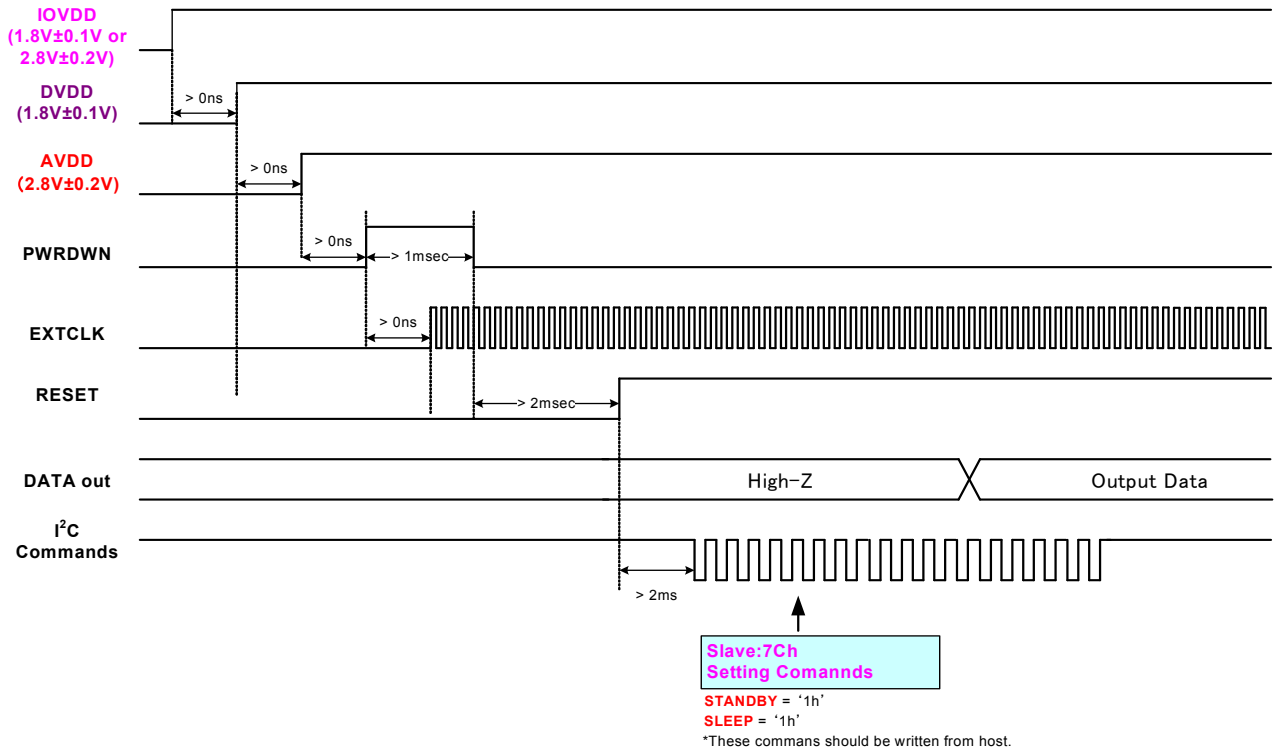 IOVDD
(1.8V±0.1V or
2.8V±0.2V)
DVDD
(1.8V±0.1V)
> 0ns
AVDD
(2.8V±0.2V)
> 0ns
PWRDWN
> 0ns
> 1msec
EXTCLK
> 0ns
RESET
> 2msec
DATA out
High-Z
Output Data
I²C
Commands
> 2ms
Slave:7Ch
Setting Comannds
STANDBY = ‘1h’
SLEEP = ‘1h’
*These commans should be written from host.